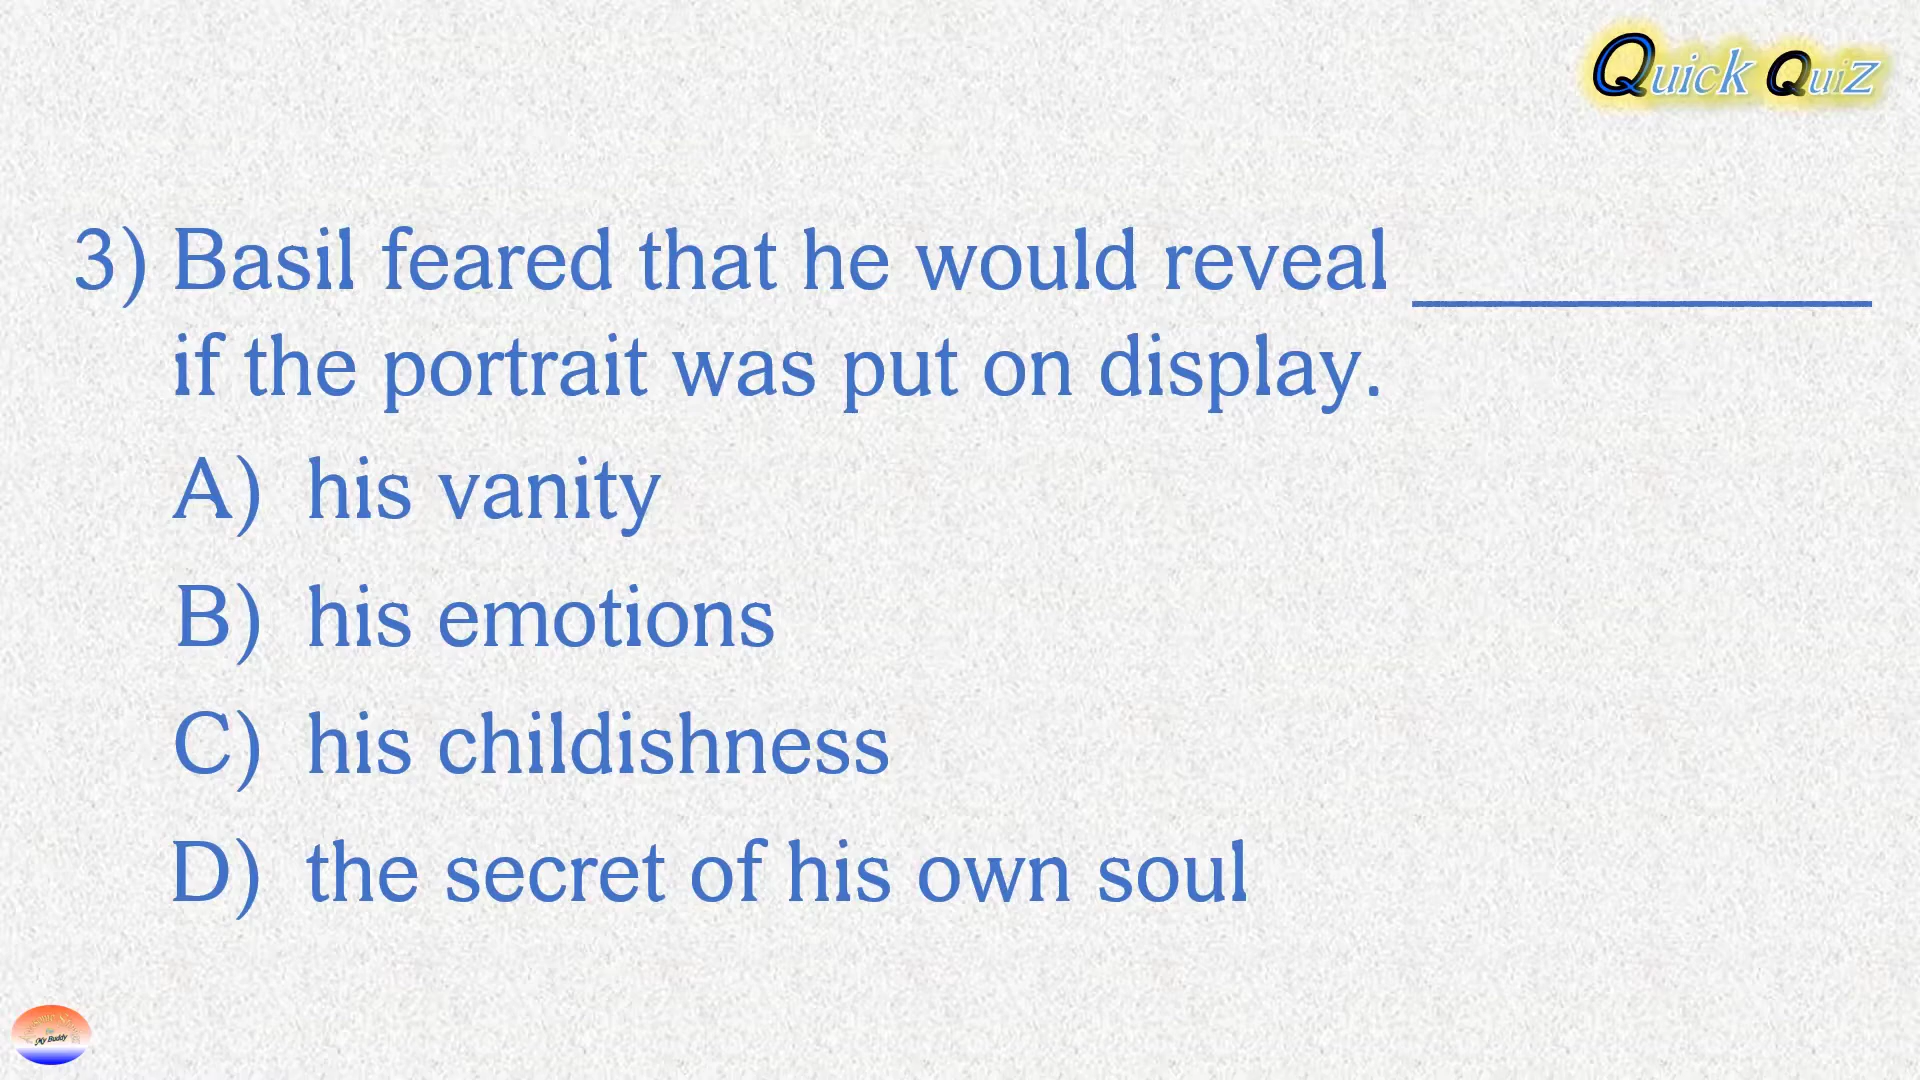 Quick Quiz
3) Basil feared that he would reveal ____________
if the portrait was put on display.
A) his vanity
B) his emotions
C) his childishness
D) the secret of his own soul
My Buddy